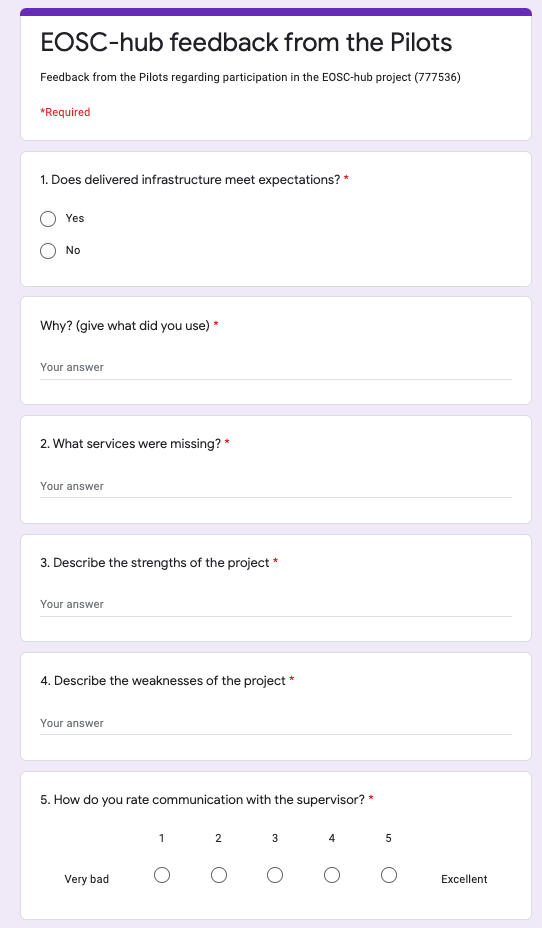 EOSC-hub feedback from the Pilots
Feedback from the Pilots regarding participation in the EOSC-hub project (777536)
*Required
1. Does delivered infrastructure meet expectations? *
Yes
No
Why? (give what did you use) *
Your answer
2. What services were missing? *
Your answer
3. Describe the strengths of the project *
Your answer
4. Describe the weaknesses of the project *
Your answer
5. How do you rate communication with the supervisor? *
1 2 3 4 5
Very bad Excellent